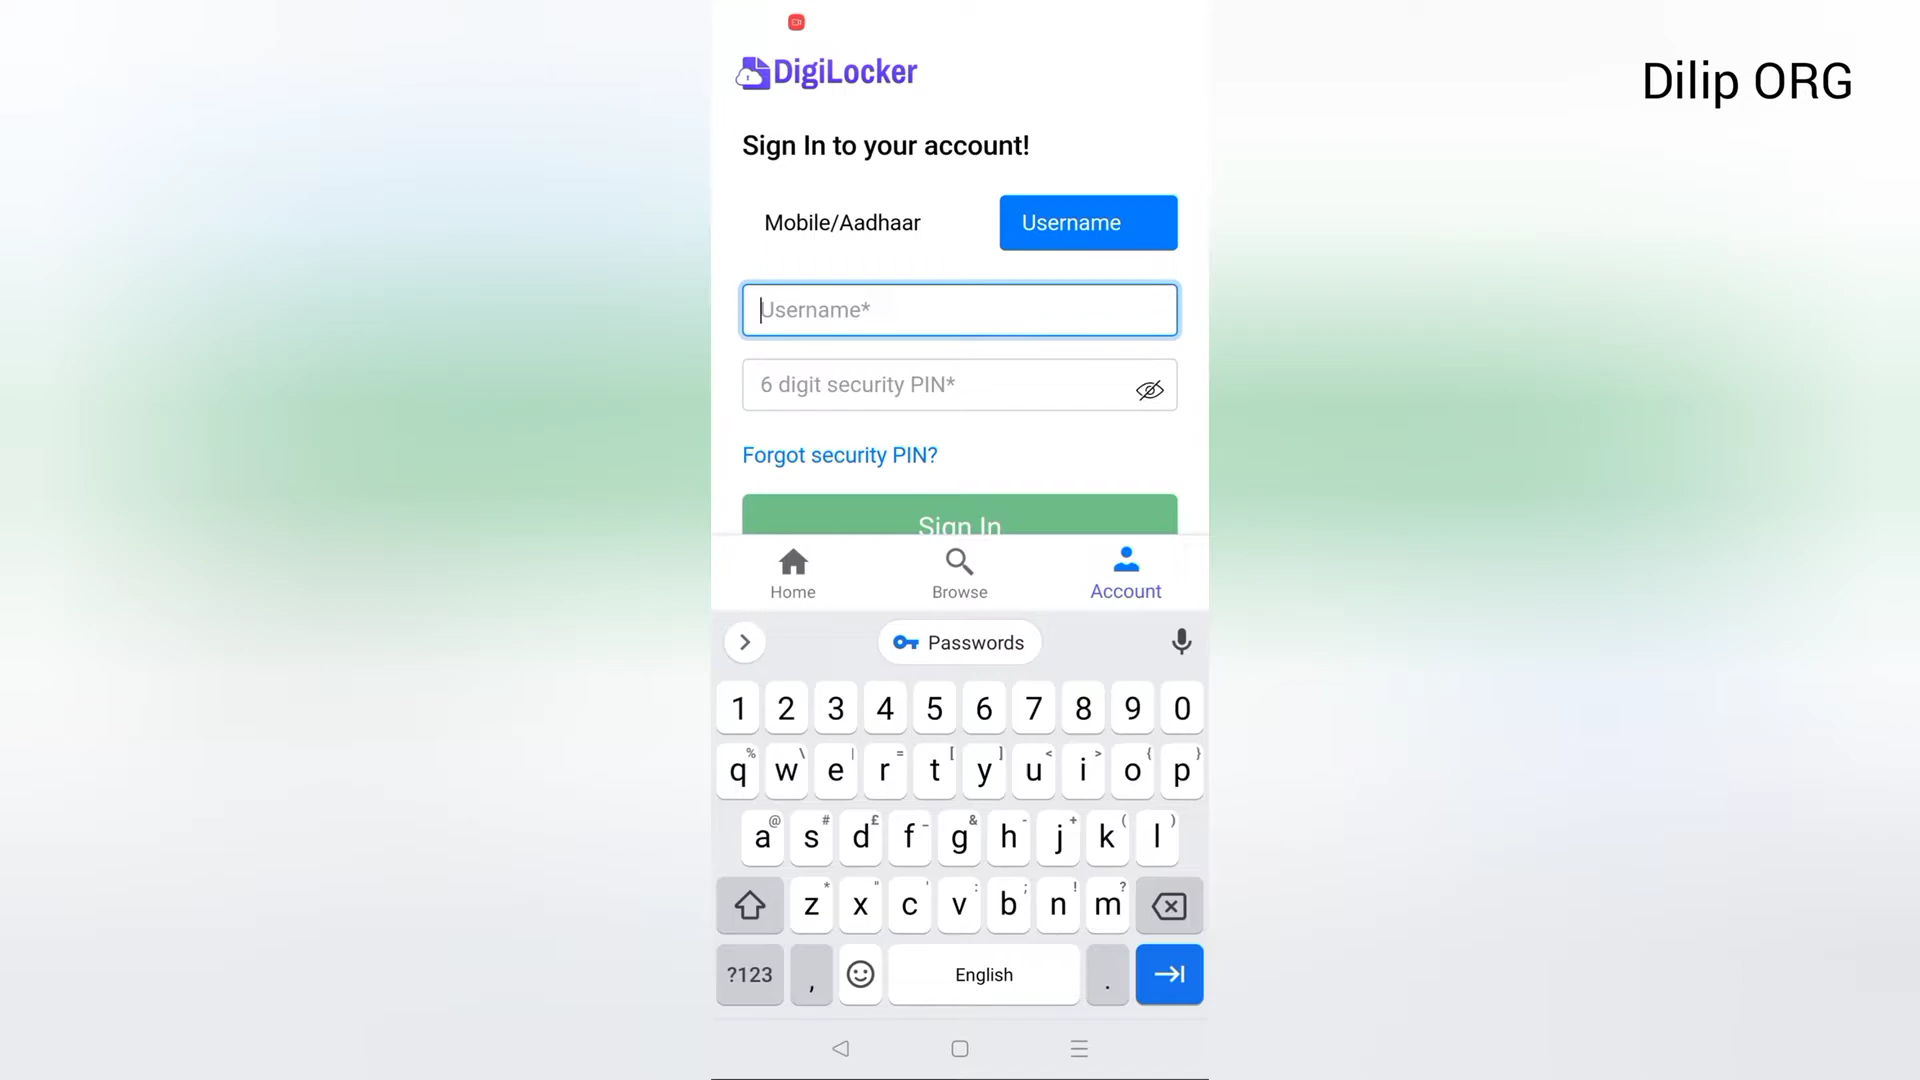 Dilip ORG
DigiLocker
Sign In to your account!
Mobile/Aadhaar
Username
Username*
6 digit security PIN*
Forgot security PIN?
Sign In
Home
Browse
Account
Passwords
1 2 3 4 5 6 7 8 9 0
% \ | = [ ] < > { }
q w e r t y u i o p
@ # £ _ & - + ( )
a s d f g h j k l
* " ' : ; ! ?
z x c v b n m
?123 , English .